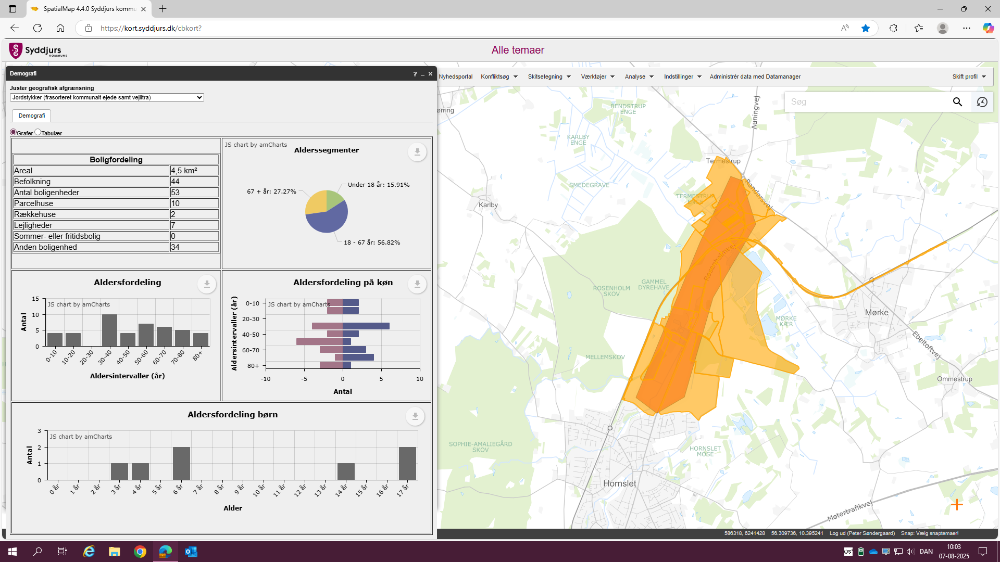 SpatialMap 4.4.0 Syddjurs kommu
https://kort.syddjurs.dk/cbkort?
Syddjurs
KOMMUNE
Alle temaer
Demografi
? _ ×
Nyhedsportal
Konfliktsøg
Skitsetegning
Værktøjer
Analyse
Indstillinger
Administrér data med Datamanager
Skift profil
Juster geografisk afgrænsning
Jordstykker (frasorteret kommunalt ejede samt vejlitra)
Søg
Demografi
Grafer
Tabulær
Boligfordeling
Areal 4,5 km²
Befolkning 44
Antal boligenheder 53
Parcelhuse 10
Rækkehuse 2
Lejligheder 7
Sommer- eller fritidsbolig 0
Anden boligenhed 34
JS chart by amCharts
Alderssegmenter
Under 18 år: 15.91%
67 + år: 27.27%
18 - 67 år: 56.82%
Aldersfordeling
JS chart by amCharts
Antal
15
10
5
0
0-10
10-20
20-30
30-40
40-50
50-60
60-70
70-80
80+
Aldersintervaller (år)
Aldersfordeling på køn
JS chart by amCharts
Aldersintervaller (år)
0-10
20-30
40-50
60-70
80+
-10
-5
0
5
10
Antal
Aldersfordeling børn
JS chart by amCharts
Antal
3
2
1
0
0 år
1 år
2 år
3 år
4 år
5 år
6 år
7 år
8 år
9 år
10 år
11 år
12 år
13 år
14 år
15 år
16 år
17 år
Alder
ørring
BENDSTRUP
ENGE
Auningvej
KARLBY
ENGE
Termestrup
Randersvej
SMEDEGRAVE
TERMESTRUP
ENGE
Karlby
Rosenholmvej
GAMMEL
DYREHAVE
ROSENHOLM
SKOV
Mørke
MØRKE
KÆR
Ebeltoftvej
MELLEMSKOV
Ommestrup
SOPHIE-AMALIEGÅRD
SKOV
HORNSLET
MOSE
Hornslet
Motortrafikvej
586318, 6241428
56.309736, 10.395241
Log ud (Peter Søndergaard)
Snap: Vælg snaptemaer!
DAN
10:03
07-08-2025